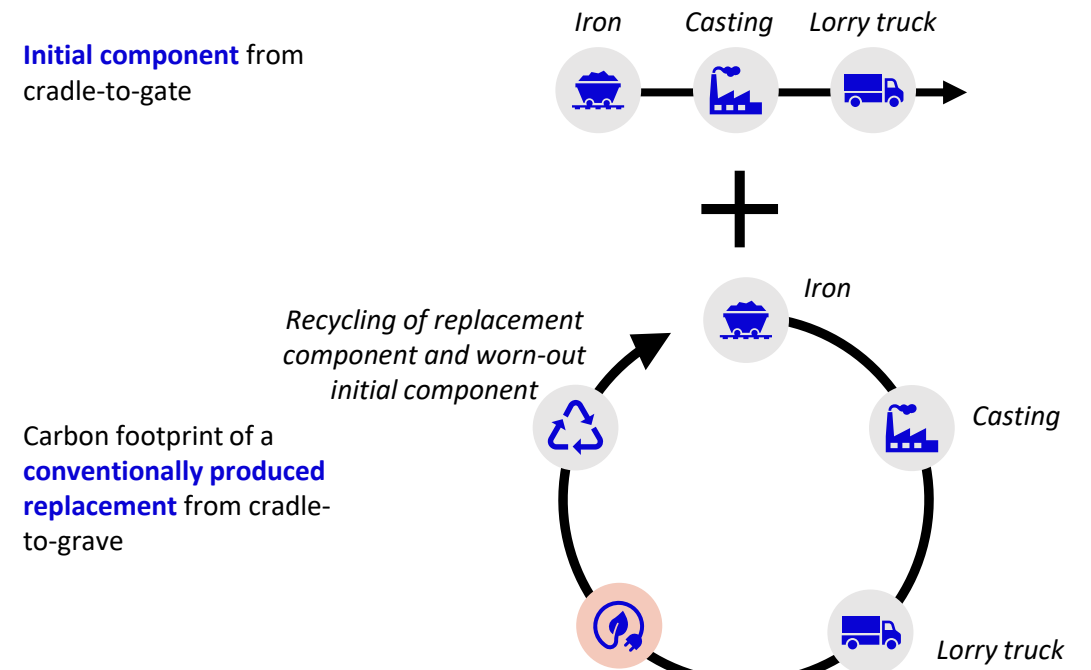 Iron
Casting
Lorry truck
Initial component from
cradle-to-gate
Iron
Recycling of replacement
component and worn-out
initial component
Casting
Carbon footprint of a
conventionally produced
replacement from cradle-
to-grave
Lorry truck